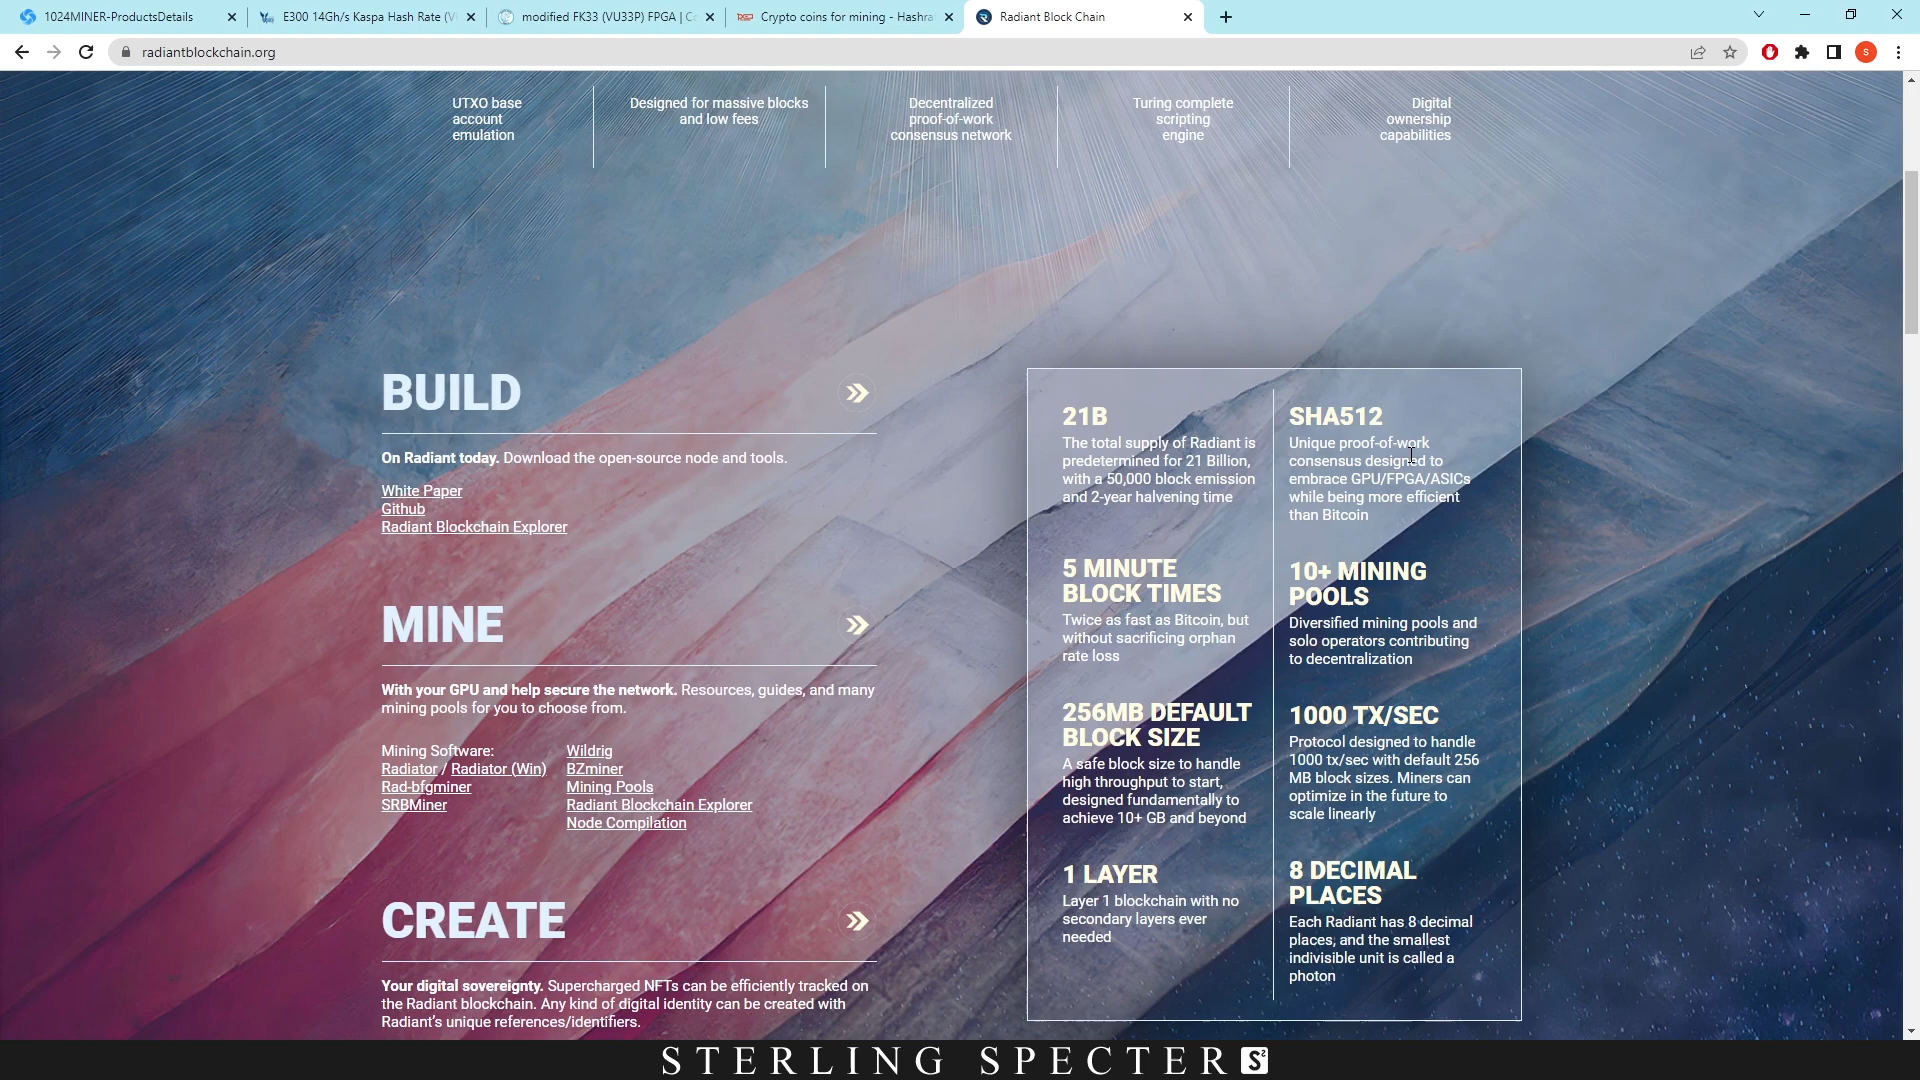 1024MINER-ProductsDetails
E300 14Gh/s Kaspa Hash Rate (V
modified FK33 (VU33P) FPGA | Co
Crypto coins for mining - Hashra
Radiant Block Chain
radiantblockchain.org
S
UTXO base
account
emulation
Designed for massive blocks
and low fees
Decentralized
proof-of-work
consensus network
Turing complete
scripting
engine
Digital
ownership
capabilities
BUILD
On Radiant today. Download the open-source node and tools.
White Paper
Github
Radiant Blockchain Explorer
MINE
With your GPU and help secure the network. Resources, guides, and many
mining pools for you to choose from.
Mining Software:
Radiator / Radiator (Win)
Rad-bfgminer
SRBMiner
Wildrig
BZminer
Mining Pools
Radiant Blockchain Explorer
Node Compilation
CREATE
Your digital sovereignty. Supercharged NFTs can be efficiently tracked on
the Radiant blockchain. Any kind of digital identity can be created with
Radiant's unique references/identifiers.
21B
The total supply of Radiant is
predetermined for 21 Billion,
with a 50,000 block emission
and 2-year halvening time
5 MINUTE
BLOCK TIMES
Twice as fast as Bitcoin, but
without sacrificing orphan
rate loss
256MB DEFAULT
BLOCK SIZE
A safe block size to handle
high throughput to start,
designed fundamentally to
achieve 10+ GB and beyond
1 LAYER
Layer 1 blockchain with no
secondary layers ever
needed
SHA512
Unique proof-of-work
consensus designed to
embrace GPU/FPGA/ASICs
while being more efficient
than Bitcoin
10+ MINING
POOLS
Diversified mining pools and
solo operators contributing
to decentralization
1000 TX/SEC
Protocol designed to handle
1000 tx/sec with default 256
MB block sizes. Miners can
optimize in the future to
scale linearly
8 DECIMAL
PLACES
Each Radiant has 8 decimal
places, and the smallest
indivisible unit is called a
photon
STERLING SPECTER S²